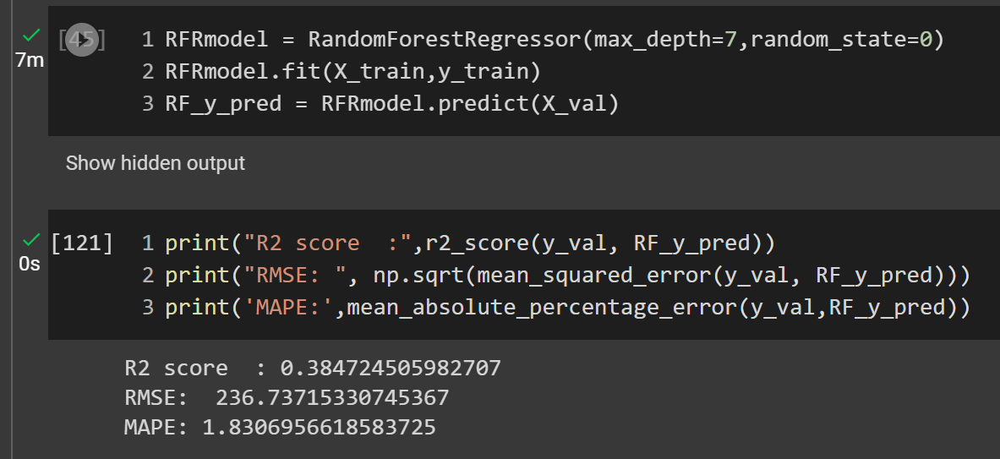 [45] 1 RFRmodel = RandomForestRegressor(max_depth=7,random_state=0)
7m 2 RFRmodel.fit(X_train,y_train)
3 RF_y_pred = RFRmodel.predict(X_val)
Show hidden output
[121] 1 print("R2 score  :",r2_score(y_val, RF_y_pred))
0s 2 print("RMSE: ", np.sqrt(mean_squared_error(y_val, RF_y_pred)))
3 print('MAPE:',mean_absolute_percentage_error(y_val,RF_y_pred))
R2 score  : 0.384724505982707
RMSE:  236.73715330745367
MAPE: 1.8306956618583725